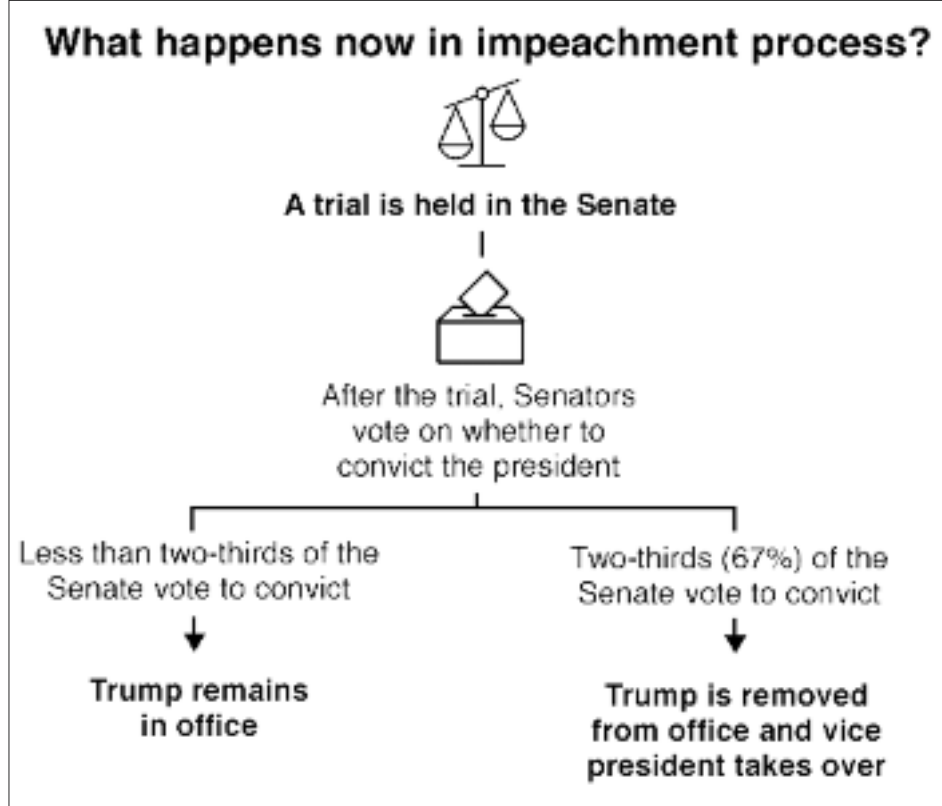 What happens now in impeachment process?
A trial is held in the Senate
After the trial, Senators
vote on whether to
convict the president
Less than two-thirds of the
Senate vote to convict
Trump remains
in office
Two-thirds (67%) of the
Senate vote to convict
Trump is removed
from office and vice
president takes over